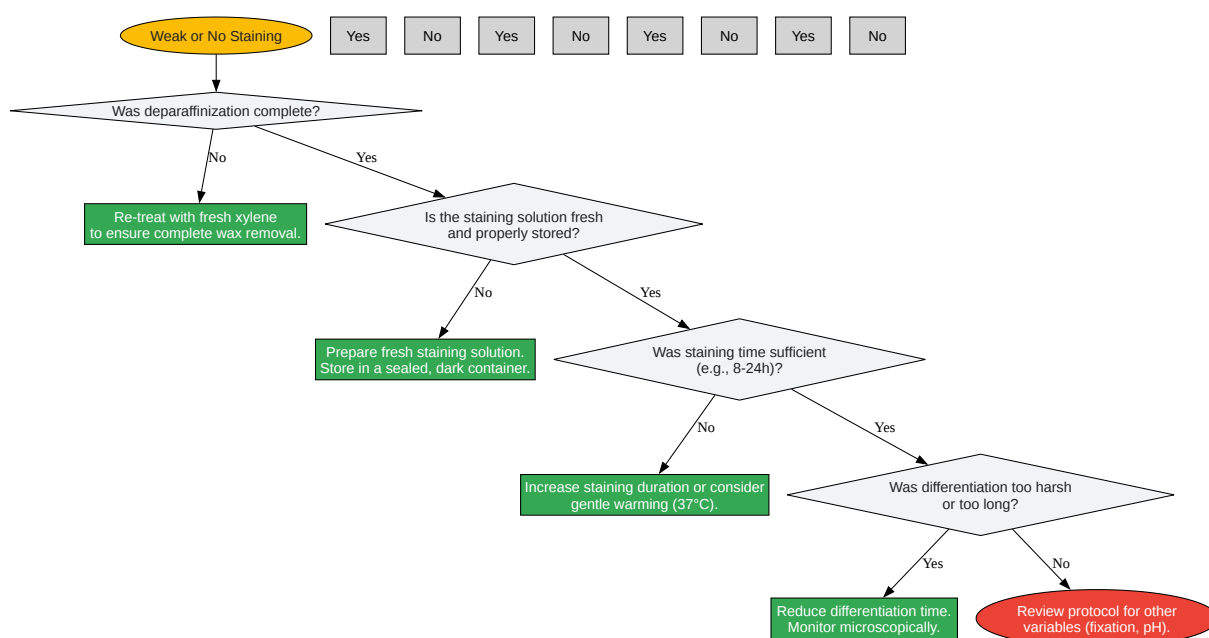 Weak or No Staining
Yes
No
Yes
No
Yes
No
Yes
No
Was deparaffinization complete?
No
Yes
Re-treat with fresh xylene
to ensure complete wax removal.
Is the staining solution fresh
and properly stored?
No
Yes
Prepare fresh staining solution.
Store in a sealed, dark container.
Was staining time sufficient
(e.g., 8-24h)?
No
Yes
Increase staining duration or consider
gentle warming (37°C).
Was differentiation too harsh
or too long?
Yes
No
Reduce differentiation time.
Monitor microscopically.
Review protocol for other
variables (fixation, pH).